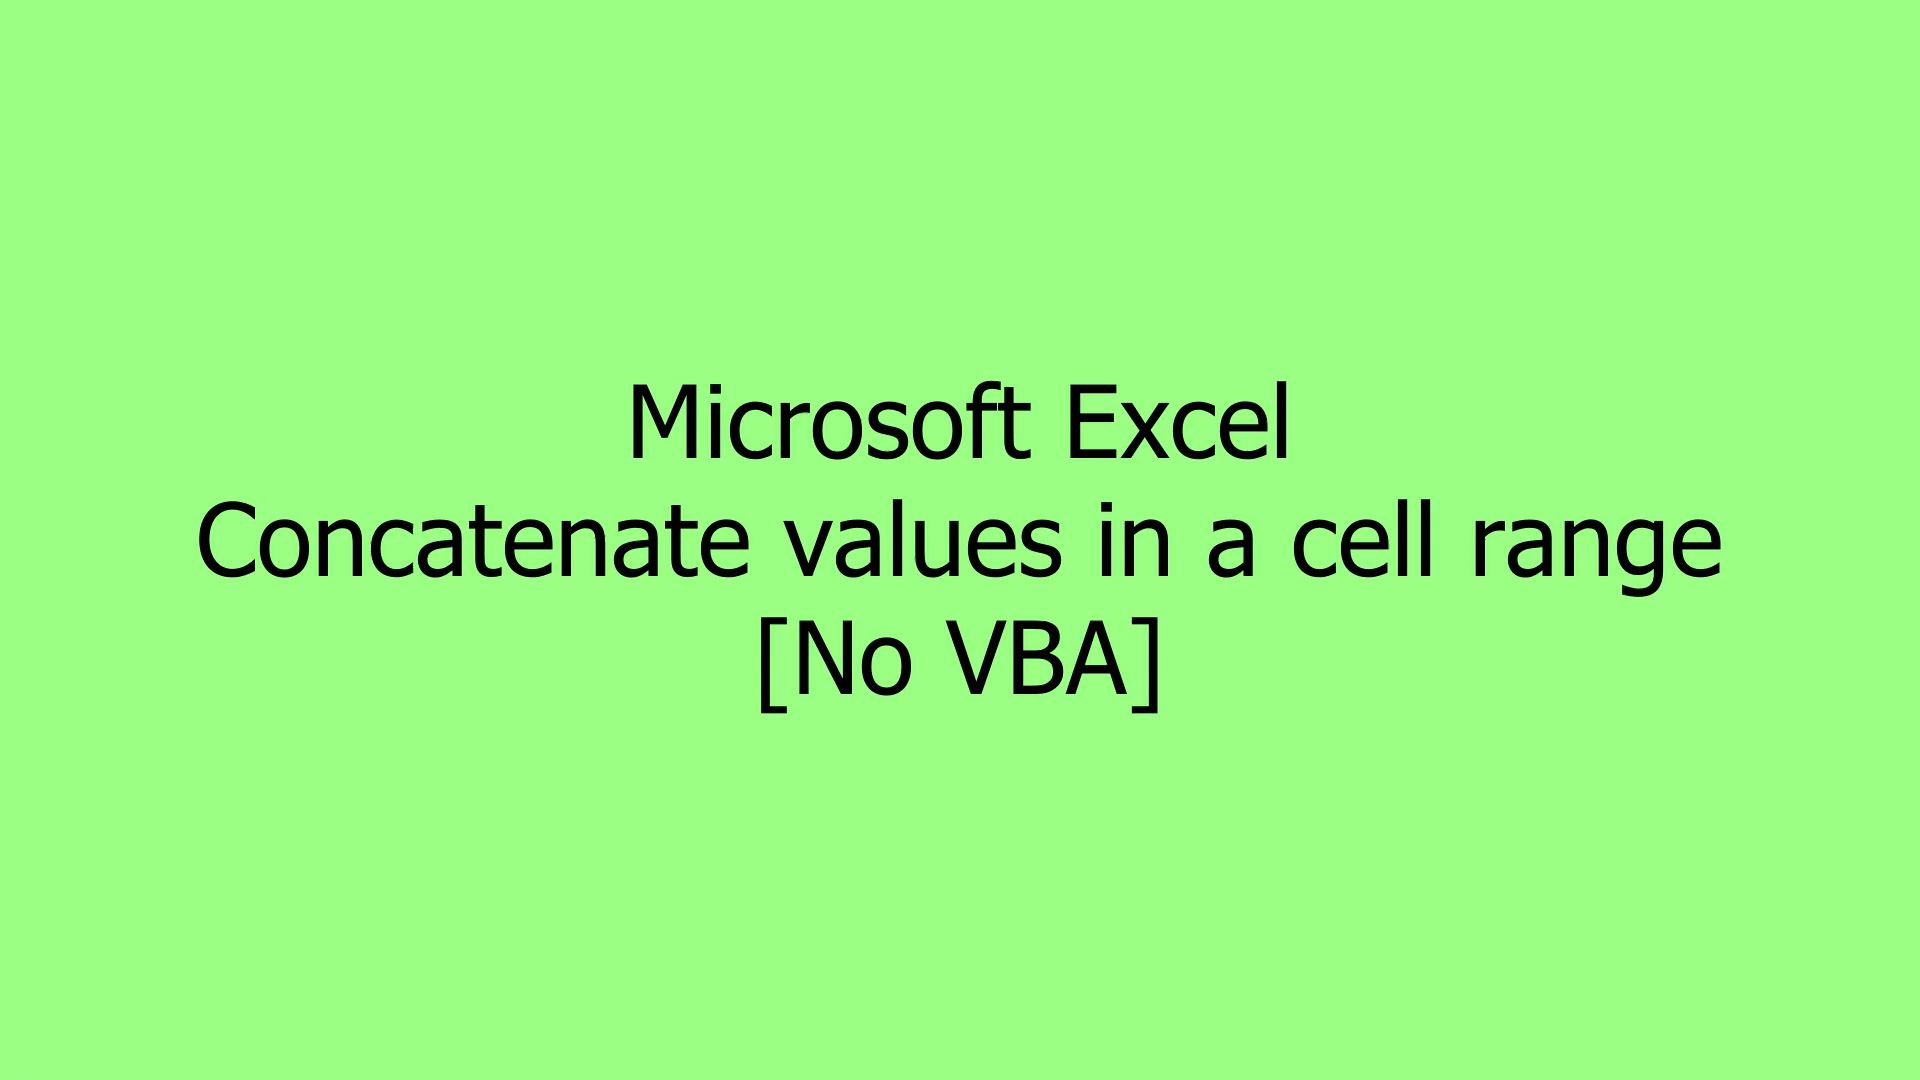 Microsoft Excel
Concatenate values in a cell range
[No VBA]